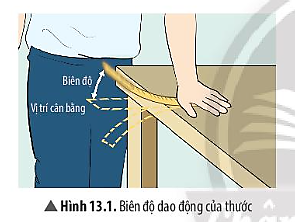 Biên độ
Vị trí cân bằng
▲ Hình 13.1. Biên độ dao động của thước